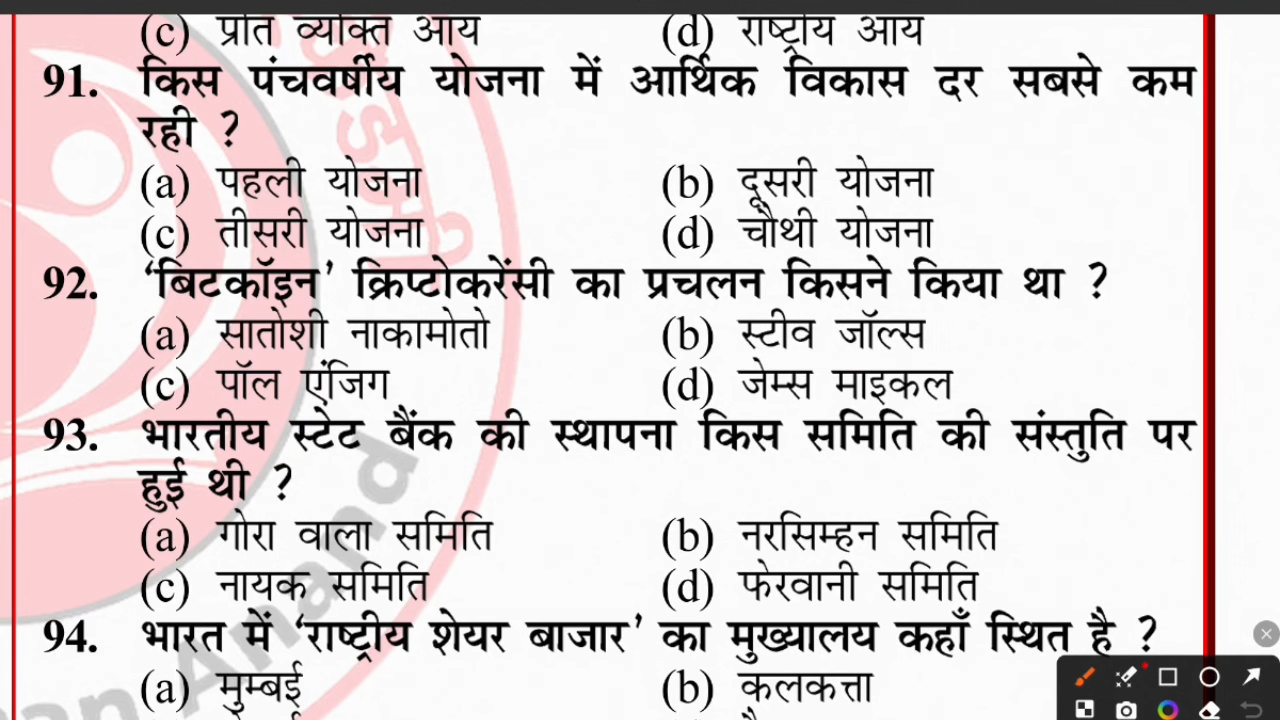 (c) प्रति व्यक्ति आय (d) राष्ट्रीय आय
91. किस पंचवर्षीय योजना में आर्थिक विकास दर सबसे कम
रही ?
(a) पहली योजना (b) दूसरी योजना
(c) तीसरी योजना (d) चौथी योजना
92. ‘बिटकॉइन’ क्रिप्टोकरेंसी का प्रचलन किसने किया था ?
(a) सातोशी नाकामोतो (b) स्टीव जॉल्स
(c) पॉल एंजिग (d) जेम्स माइकल
93. भारतीय स्टेट बैंक की स्थापना किस समिति की संस्तुति पर
हुई थी ?
(a) गोरा वाला समिति (b) नरसिम्हन समिति
(c) नायक समिति (d) फेरवानी समिति
94. भारत में ‘राष्ट्रीय शेयर बाजार’ का मुख्यालय कहाँ स्थित है ?
(a) मुम्बई (b) कलकत्ता
Anand